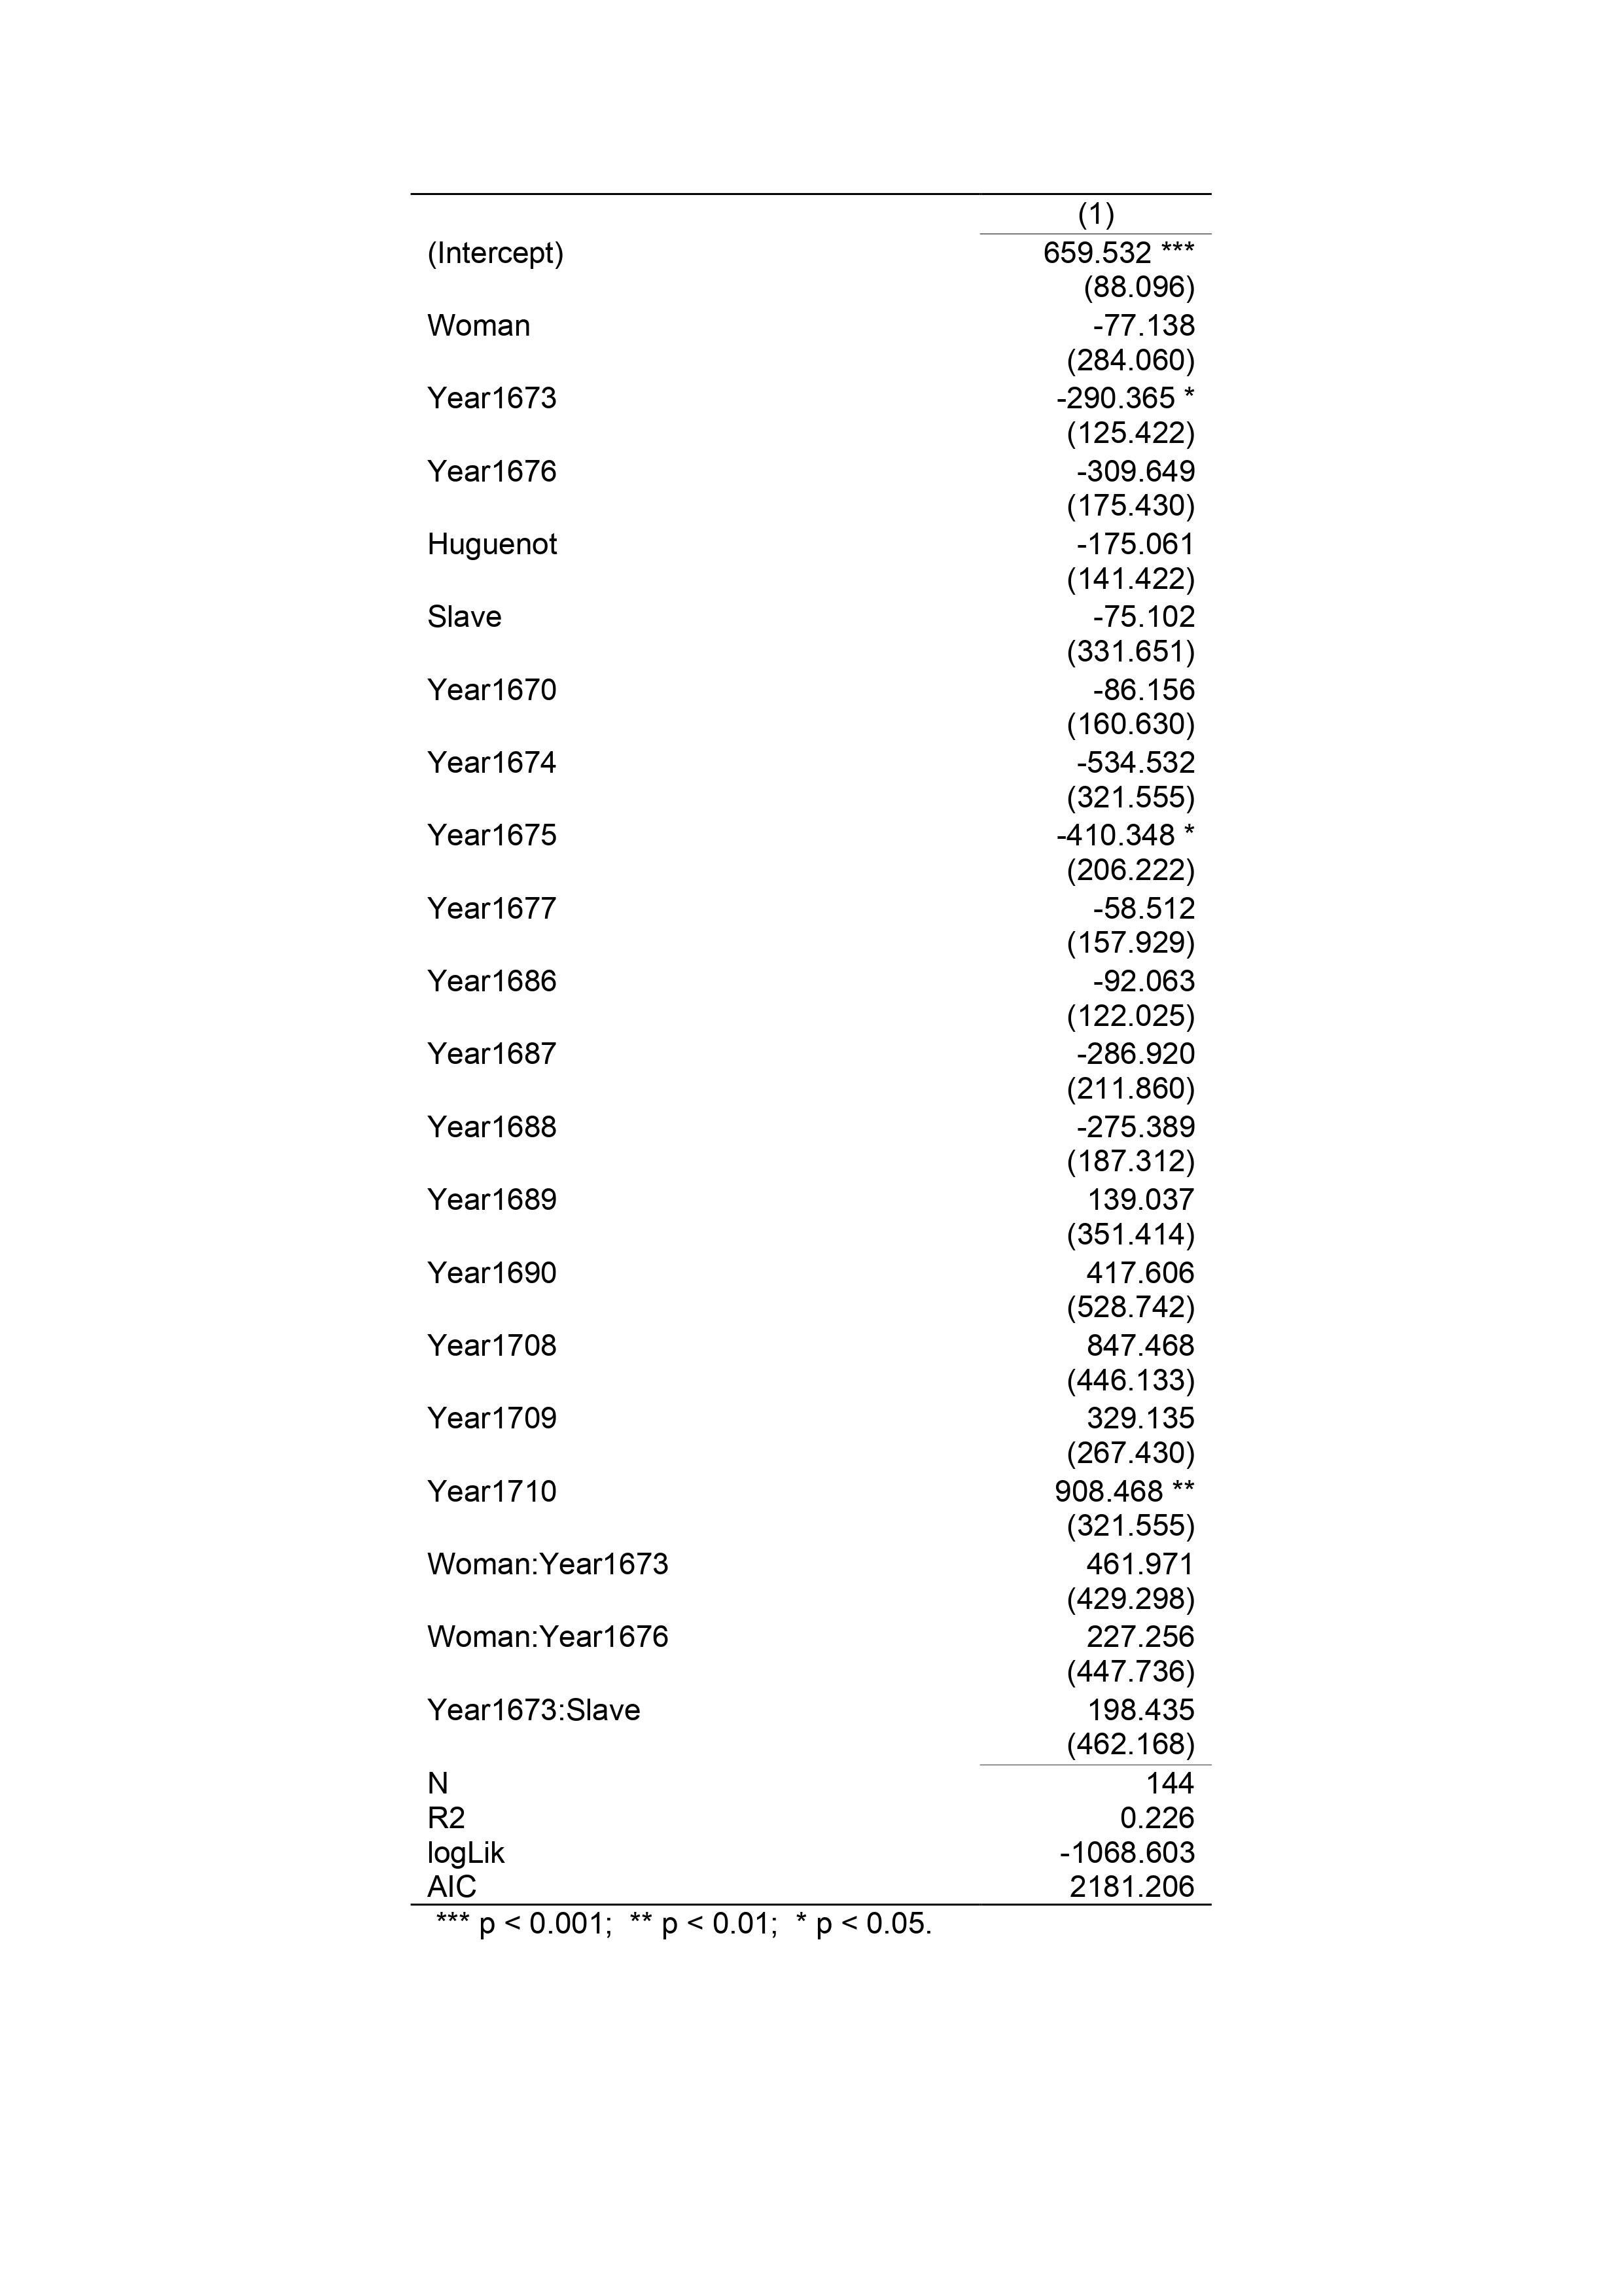 (1)
(Intercept) 659.532 ***
(88.096)
Woman -77.138
(284.060)
Year1673 -290.365 *
(125.422)
Year1676 -309.649
(175.430)
Huguenot -175.061
(141.422)
Slave -75.102
(331.651)
Year1670 -86.156
(160.630)
Year1674 -534.532
(321.555)
Year1675 -410.348 *
(206.222)
Year1677 -58.512
(157.929)
Year1686 -92.063
(122.025)
Year1687 -286.920
(211.860)
Year1688 -275.389
(187.312)
Year1689 139.037
(351.414)
Year1690 417.606
(528.742)
Year1708 847.468
(446.133)
Year1709 329.135
(267.430)
Year1710 908.468 **
(321.555)
Woman:Year1673 461.971
(429.298)
Woman:Year1676 227.256
(447.736)
Year1673:Slave 198.435
(462.168)
N 144
R2 0.226
logLik -1068.603
AIC 2181.206
*** p < 0.001; ** p < 0.01; * p < 0.05.